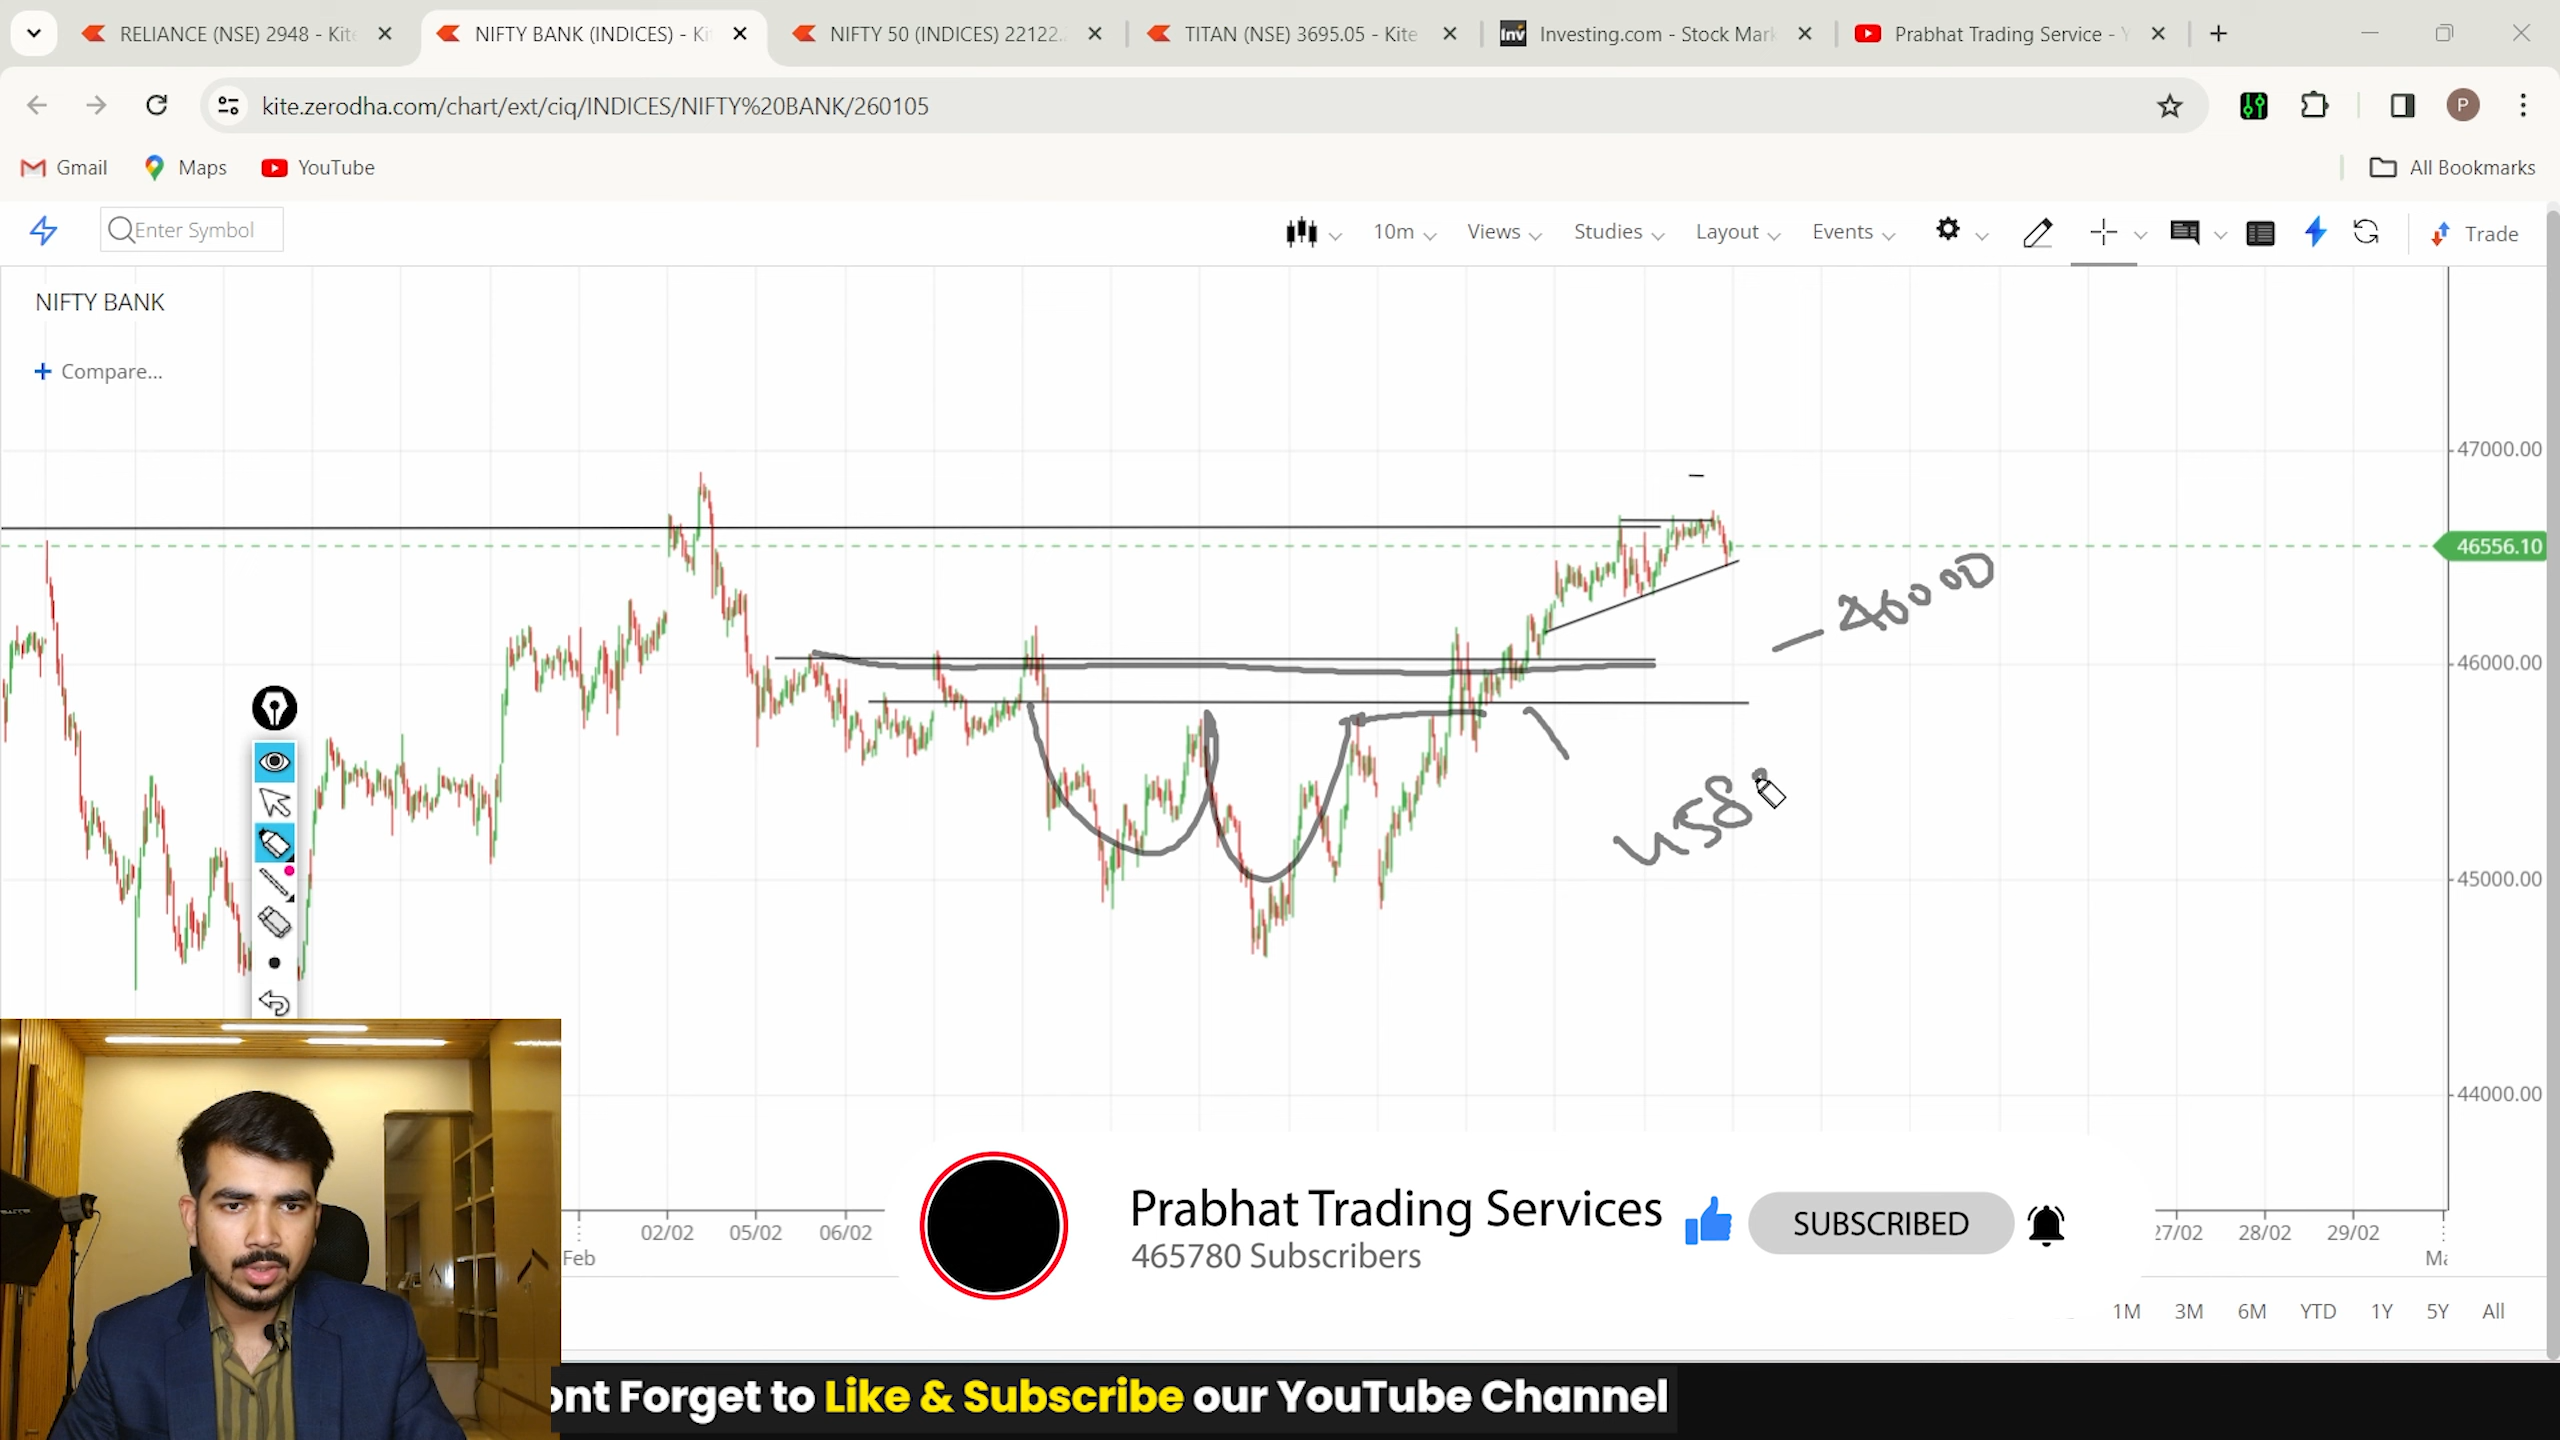 RELIANCE (NSE) 2948 - Kite
NIFTY BANK (INDICES) - Ki
NIFTY 50 (INDICES) 22122.
TITAN (NSE) 3695.05 - Kite
Inv Investing.com - Stock Mar
Prabhat Trading Service - Y
kite.zerodha.com/chart/ext/ciq/INDICES/NIFTY%20BANK/260105
P
Gmail
Maps
YouTube
All Bookmarks
Enter Symbol
10m
Views
Studies
Layout
Events
Trade
NIFTY BANK
+ Compare...
47000.00
46556.10
46000
46000.00
458
45000.00
44000.00
Feb
02/02
05/02
06/02
27/02
28/02
29/02
Prabhat Trading Services
465780 Subscribers
SUBSCRIBED
1M
3M
6M
YTD
1Y
5Y
All
ont Forget to Like & Subscribe our YouTube Channel